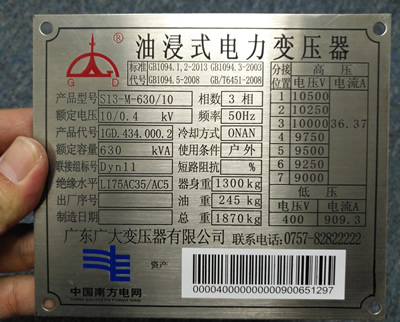 油浸式电力变压器
G D
标准 GB1094.1,2-2013 GB1094.3-2003
代号 GB1094.5-2008 GB/T6451-2008
产品型号 S13-M-630/10 相数 3 相
额定电压 10/0.4 kV 频率 50Hz
产品代号 1GD.434.000.2 冷却方式 ONAN
额定容量 630 kVA 使用条件 户外
联接组标号 Dyn11 短路阻抗 %
绝缘水平 LI75AC35/AC5 器身重 1300kg
出厂序号 油重 245kg
制造日期 总重 1870kg
分接位置 高压
电压V 电流A
1 10500
2 10250
3 10000 36.37
4 9750
5 9500
6 9250
7 9000
低压
电压V 电流A
400 909.3
广东广大变压器有限公司 联系电话:0757-82822222
资产
中国南方电网
0000400000000900651297